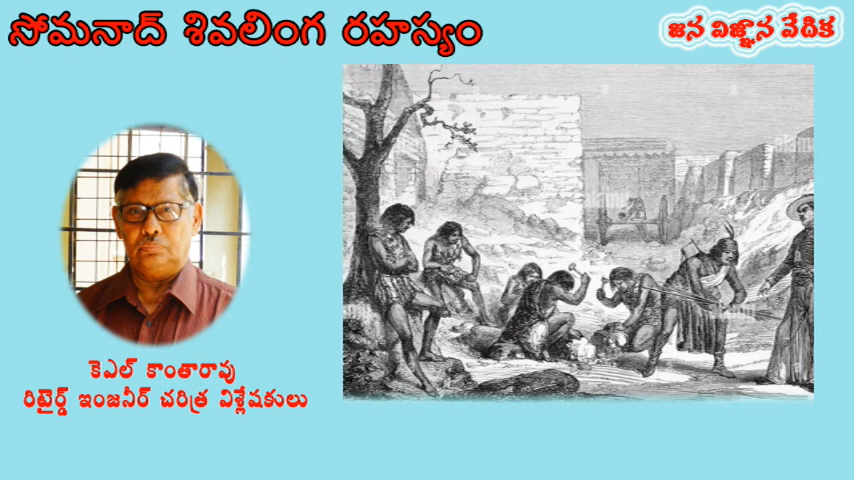 సోమనాద్ శివలింగ రహస్యం
జన విజ్ఞాన వేదిక
కెఎల్ కాంతారావు
రిటైర్డ్ ఇంజనీర్ చరిత్ర విశ్లేషకులు